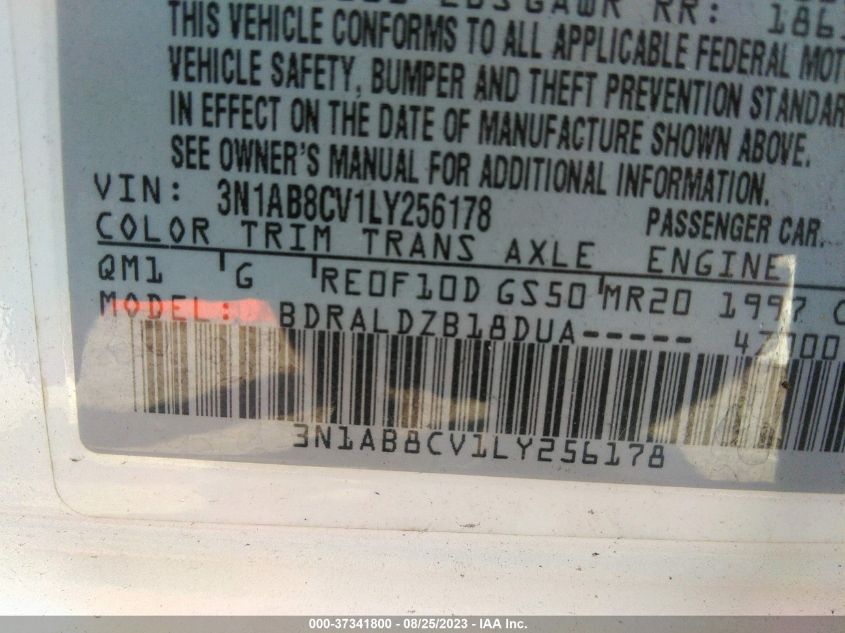 GAWR RR:
THIS VEHICLE CONFORMS TO ALL APPLICABLE FEDERAL
VEHICLE SAFETY, BUMPER AND THEFT PREVENTION
IN EFFECT ON THE DATE OF MANUFACTURE SHOWN ABOVE.
SEE OWNER'S MANUAL FOR ADDITIONAL INFORMATION.
VIN: 3N1AB8CV1LY256178 PASSENGER CAR.
COLOR TRIM TRANS AXLE ENGINE
QM1 G RE0F10D GS50 MR20 1997
MODEL: BDRALDZB18DUA-----
3N1AB8CV1LY256178
000-37341800 - 08/25/2023 - IAA Inc.